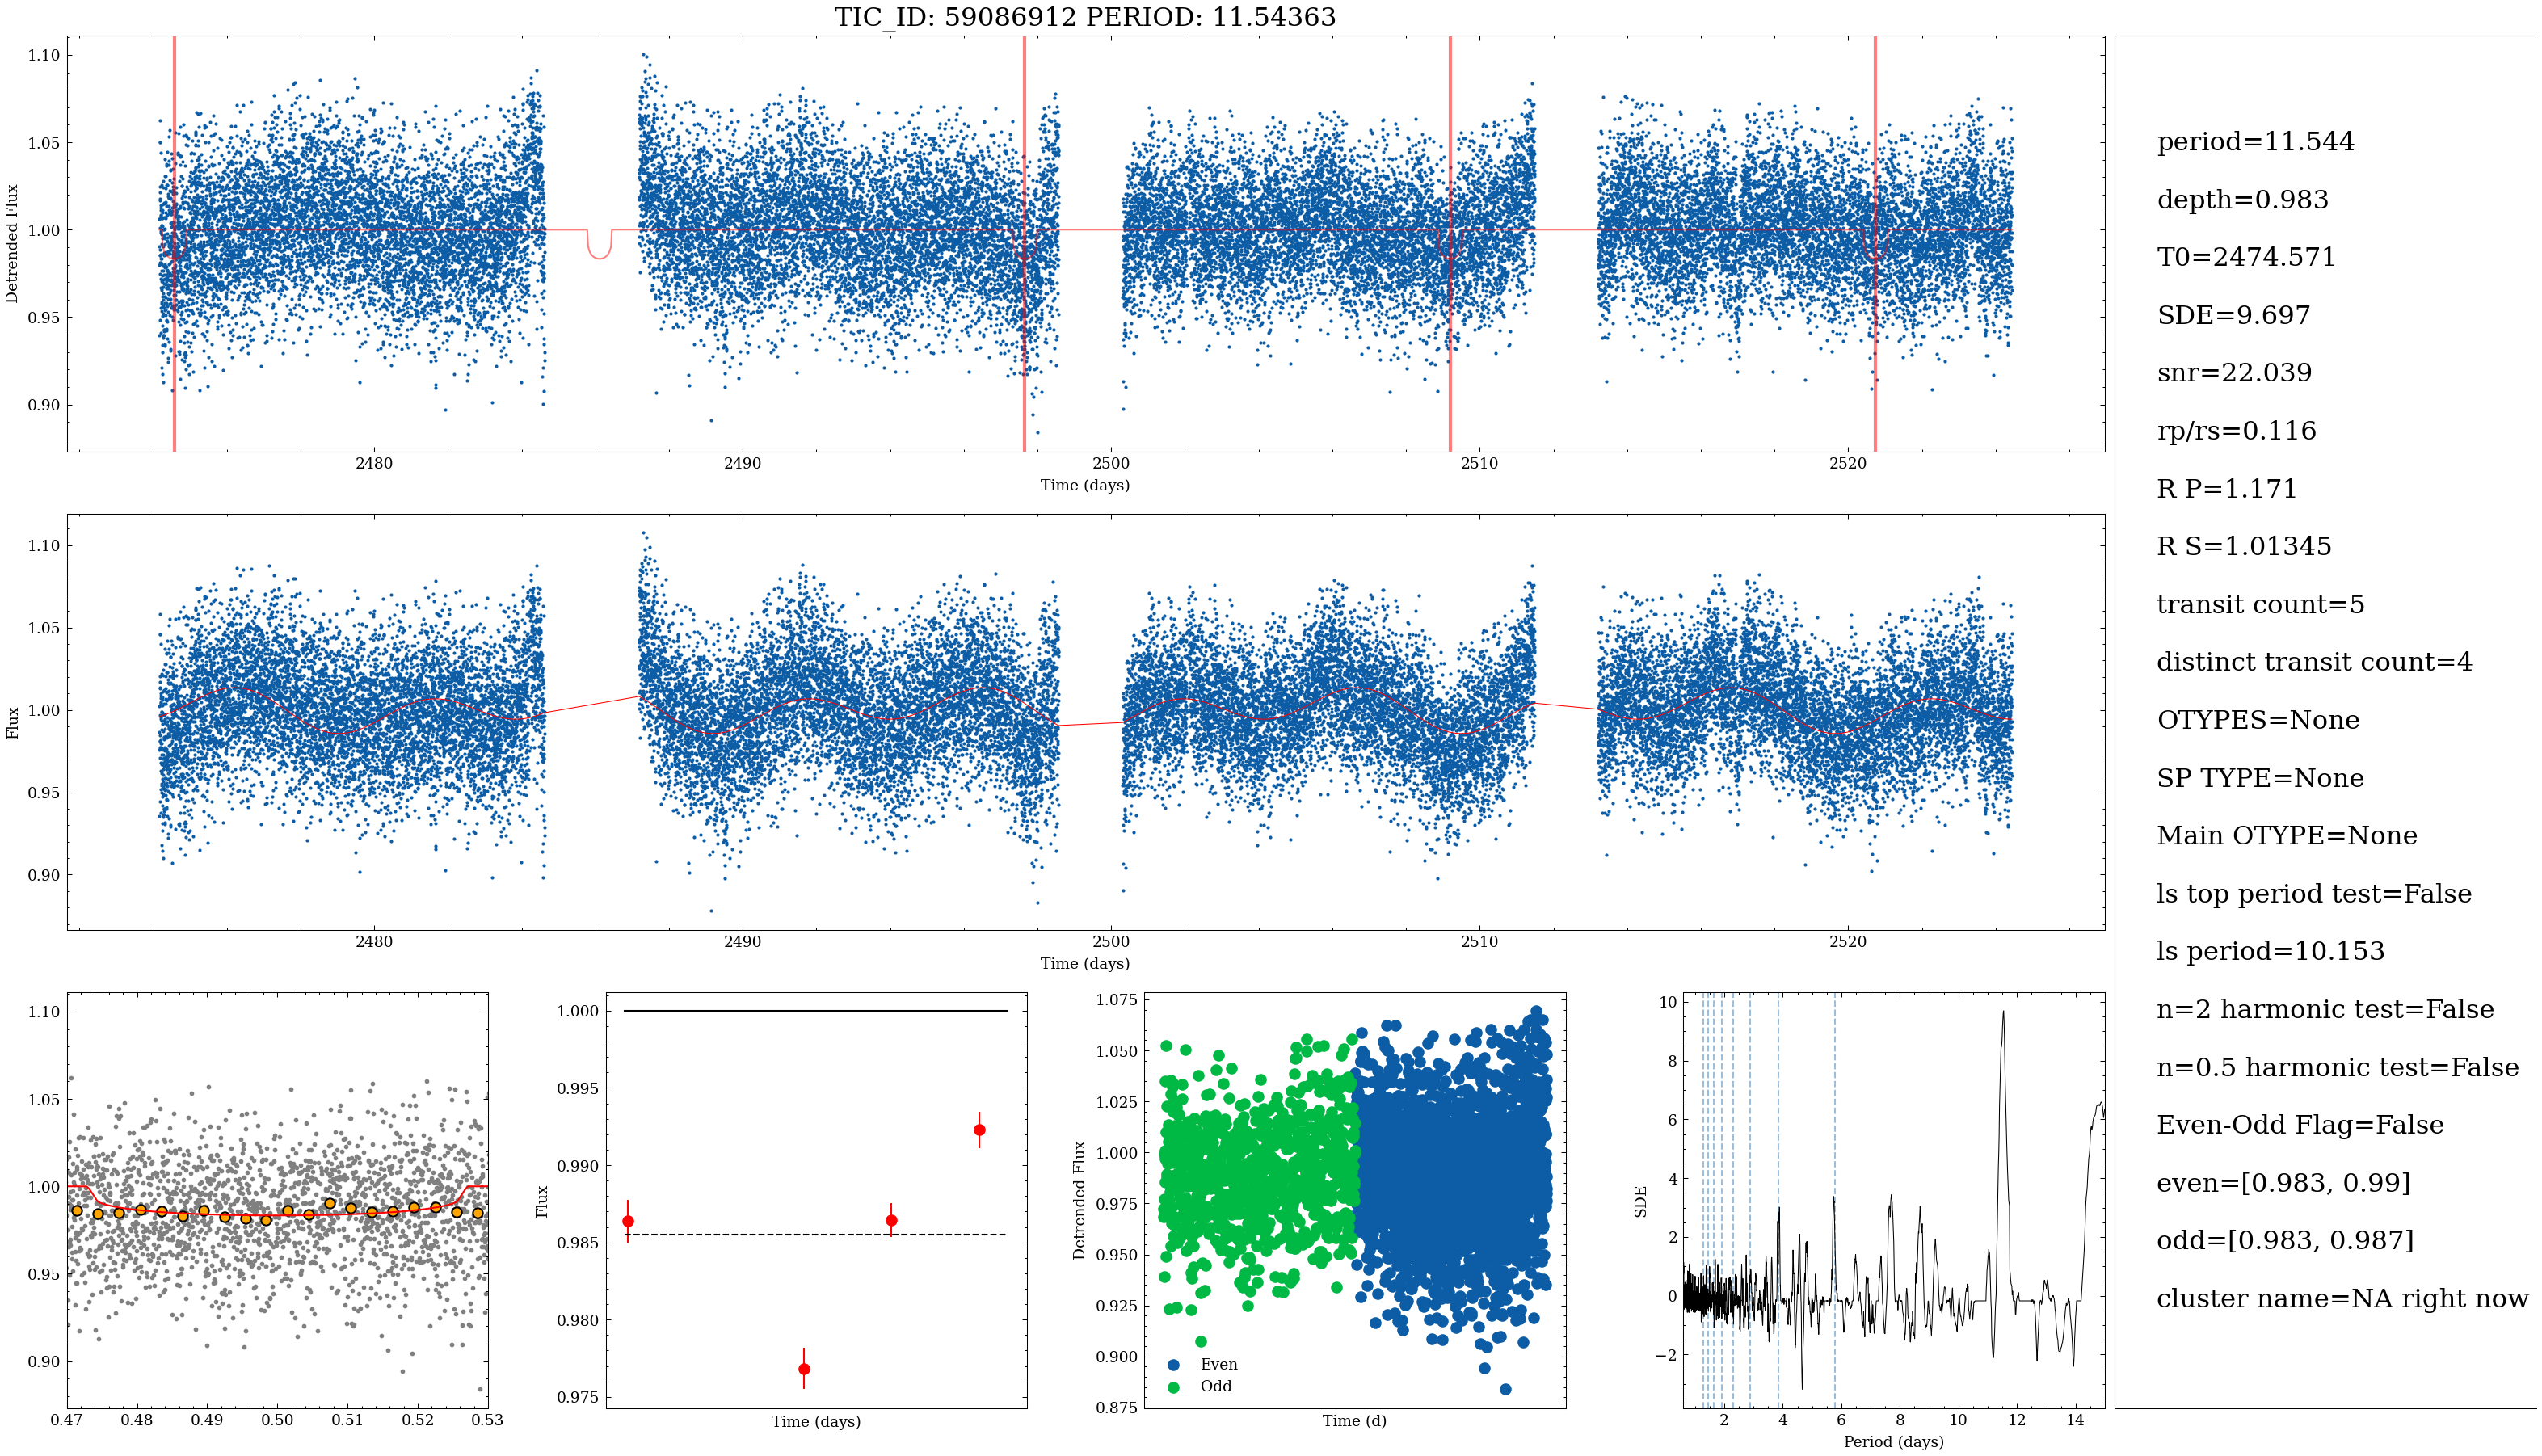 TIC_ID: 59086912 PERIOD: 11.54363
1.10
1.05
1.00
0.95
0.90
Detrended Flux
2480
2490
2500
2510
2520
Time (days)
1.10
1.05
1.00
0.95
0.90
Flux
2480
2490
2500
2510
2520
Time (days)
1.10
1.05
1.00
0.95
0.90
0.47
0.48
0.49
0.50
0.51
0.52
0.53
1.000
0.995
0.990
0.985
0.980
0.975
Flux
Time (days)
1.075
1.050
1.025
1.000
0.975
0.950
0.925
0.900
0.875
Detrended Flux
Even
Odd
Time (d)
10
8
6
4
2
0
−2
SDE
2
4
6
8
10
12
14
Period (days)
period=11.544
depth=0.983
T0=2474.571
SDE=9.697
snr=22.039
rp/rs=0.116
R P=1.171
R S=1.01345
transit count=5
distinct transit count=4
OTYPES=None
SP TYPE=None
Main OTYPE=None
ls top period test=False
ls period=10.153
n=2 harmonic test=False
n=0.5 harmonic test=False
Even-Odd Flag=False
even=[0.983, 0.99]
odd=[0.983, 0.987]
cluster name=NA right now